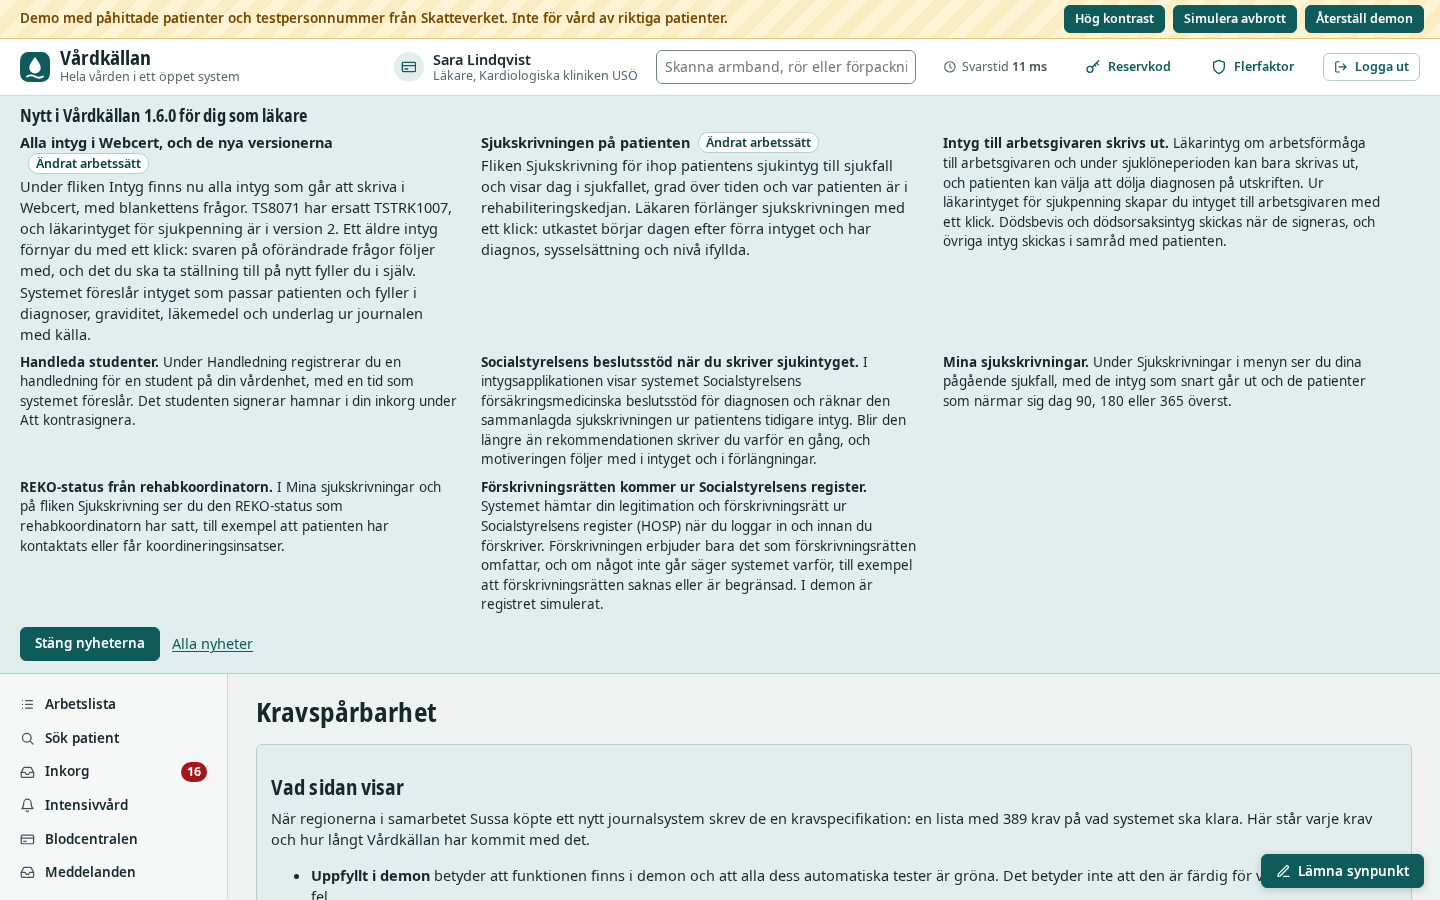 Demo med påhittade patienter och testpersonnummer från Skatteverket. Inte för vård av riktiga patienter.
Hög kontrast
Simulera avbrott
Återställ demon
Vårdkällan
Hela vården i ett öppet system
Sara Lindqvist
Läkare, Kardiologiska kliniken USÖ
Skanna armband, rör eller förpackni
Svarstid 11 ms
Reservkod
Flerfaktor
Logga ut
Nytt i Vårdkällan 1.6.0 för dig som läkare
Alla intyg i Webcert, och de nya versionerna
Ändrat arbetssätt
Under fliken Intyg finns nu alla intyg som går att skriva i
Webcert, med blankettens frågor. TS8071 har ersatt TSTRK1007,
och läkarintyget för sjukpenning är i version 2. Ett äldre intyg
förnyar du med ett klick: svaren på oförändrade frågor följer
med, och det du ska ta ställning till på nytt fyller du i själv.
Systemet föreslår intyget som passar patienten och fyller i
diagnoser, graviditet, läkemedel och underlag ur journalen
med källa.
Sjukskrivningen på patienten
Ändrat arbetssätt
Fliken Sjukskrivning för ihop patientens sjukintyg till sjukfall
och visar dag i sjukfallet, grad över tiden och var patienten är i
rehabiliteringskedjan. Läkaren förlänger sjukskrivningen med
ett klick: utkastet börjar dagen efter förra intyget och har
diagnos, sysselsättning och nivå ifyllda.
Intyg till arbetsgivaren skrivs ut. Läkarintyg om arbetsförmåga
till arbetsgivaren och under sjuklöneperioden kan bara skrivas ut,
och patienten kan välja att dölja diagnosen på utskriften. Ur
läkarintyget för sjukpenning skapar du intyget till arbetsgivaren med
ett klick. Dödsbevis och dödsorsaksintyg skickas när de signeras, och
övriga intyg skickas i samråd med patienten.
Handleda studenter. Under Handledning registrerar du en
handledning för en student på din vårdenhet, med en tid som
systemet föreslår. Det studenten signerar hamnar i din inkorg under
Att kontrasignera.
Socialstyrelsens beslutsstöd när du skriver sjukintyget. I
intygsapplikationen visar systemet Socialstyrelsens
försäkringsmedicinska beslutsstöd för diagnosen och räknar den
sammanlagda sjukskrivningen ur patientens tidigare intyg. Blir den
längre än rekommendationen skriver du varför en gång, och
motiveringen följer med i intyget och i förlängningar.
Mina sjukskrivningar. Under Sjukskrivningar i menyn ser du dina
pågående sjukfall, med de intyg som snart går ut och de patienter
som närmar sig dag 90, 180 eller 365 överst.
REKO-status från rehabkoordinatorn. I Mina sjukskrivningar och
på fliken Sjukskrivning ser du den REKO-status som
rehabkoordinatorn har satt, till exempel att patienten har
kontaktats eller får koordineringsinsatser.
Förskrivningsrätten kommer ur Socialstyrelsens register.
Systemet hämtar din legitimation och förskrivningsrätt ur
Socialstyrelsens register (HOSP) när du loggar in och innan du
förskriver. Förskrivningen erbjuder bara det som förskrivningsrätten
omfattar, och om något inte går säger systemet varför, till exempel
att förskrivningsrätten saknas eller är begränsad. I demon är
registret simulerat.
Stäng nyheterna
Alla nyheter
Arbetslista
Sök patient
Inkorg
16
Intensivvård
Blodcentralen
Meddelanden
Kravspårbarhet
Vad sidan visar
När regionerna i samarbetet Sussa köpte ett nytt journalsystem skrev de en kravspecifikation: en lista med 389 krav på vad systemet ska klara. Här står varje krav
och hur långt Vårdkällan har kommit med det.
Uppfyllt i demon betyder att funktionen finns i demon och att alla dess automatiska tester är gröna. Det betyder inte att den är färdig för
fel.
Lämna synpunkt